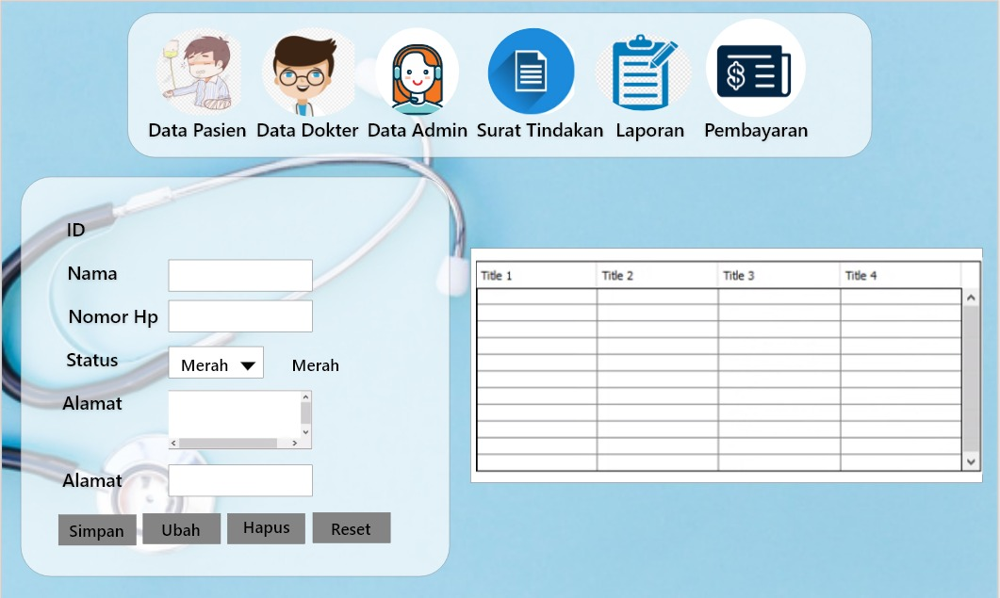 Data Pasien Data Dokter Data Admin Surat Tindakan Laporan Pembayaran
ID
Nama
Nomor Hp
Status Merah Merah
Alamat
Alamat
Simpan Ubah Hapus Reset
Title 1 Title 2 Title 3 Title 4